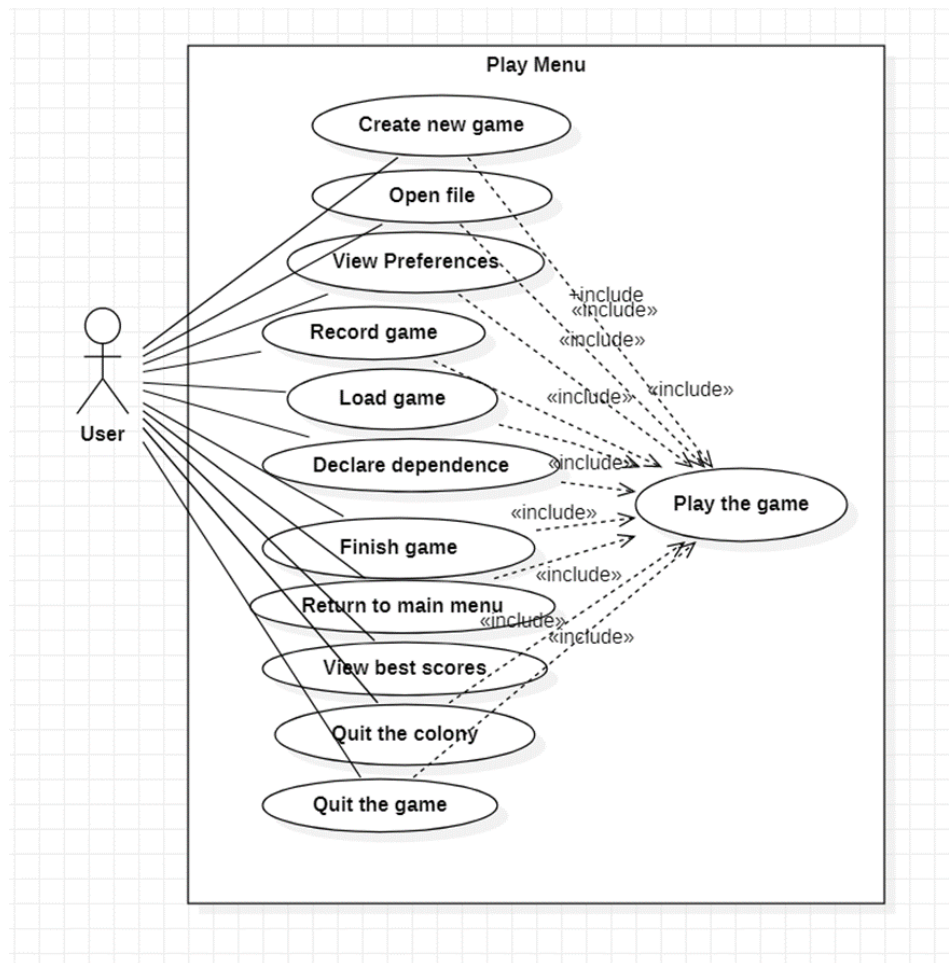 Play Menu
Create new game
Open file
View Preferences
+include
«include»
Record game
«include»
«include»
Load game
«include»
User
Declare dependence
«include»
Play the game
«include»
Finish game
«include»
Return to main menu
«include»
«include»
View best scores
Quit the colony
Quit the game